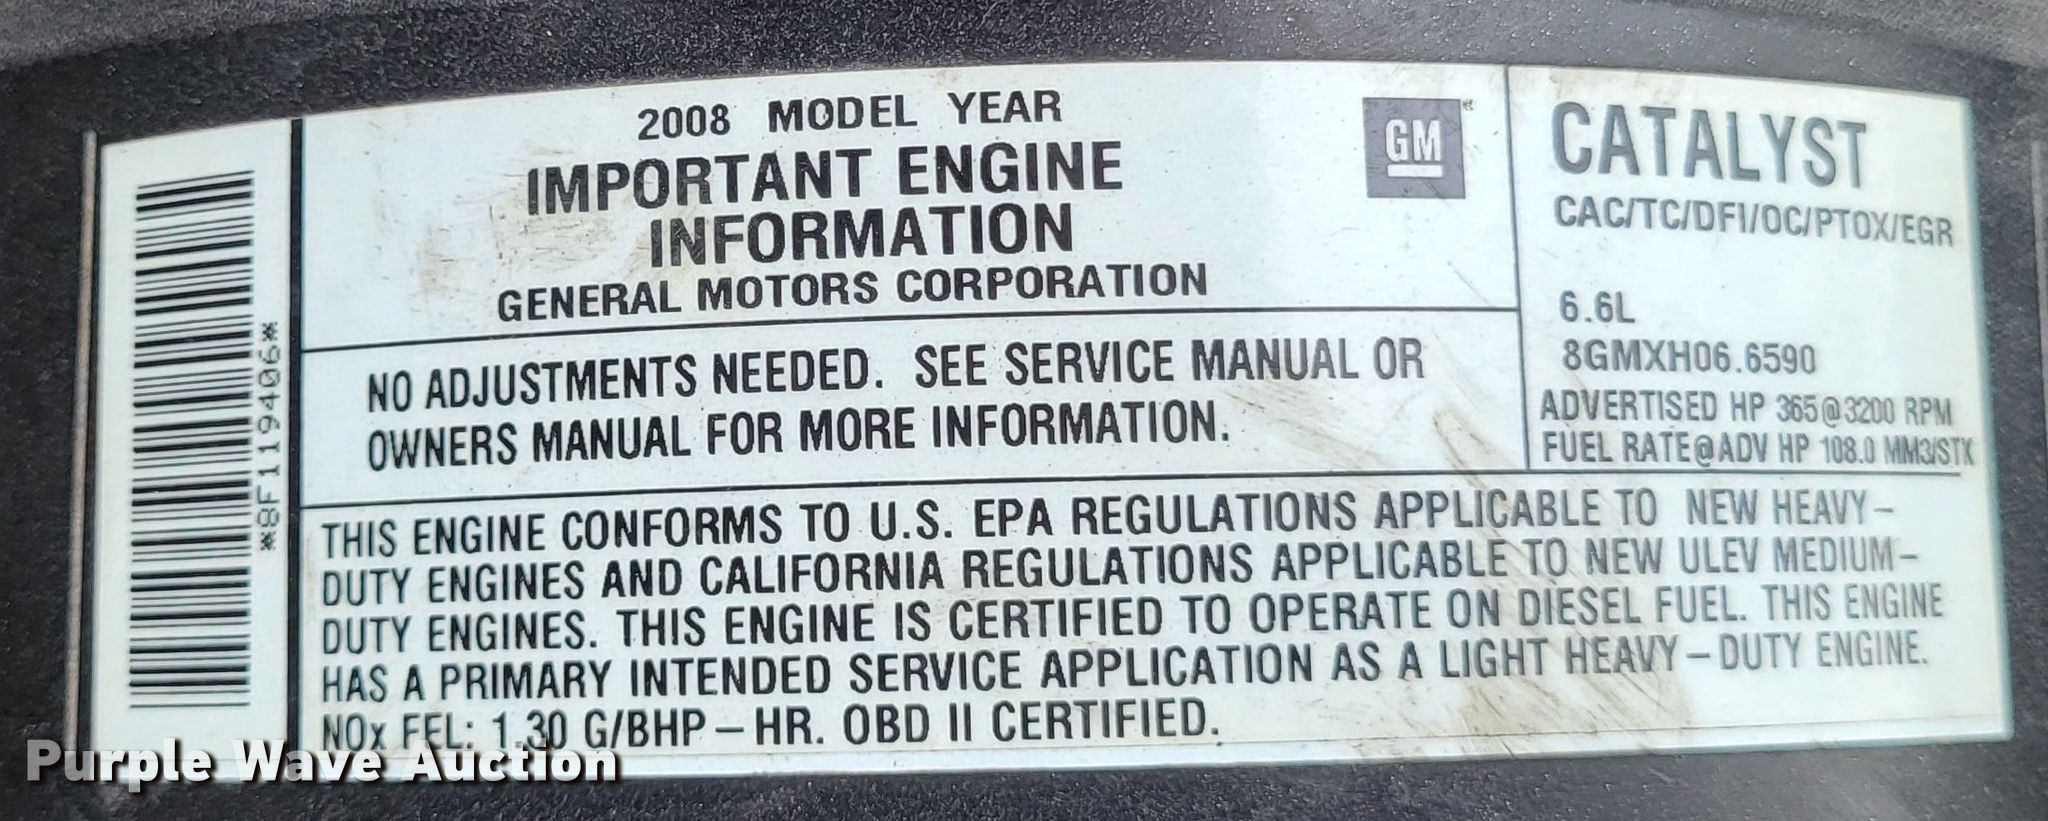 2008 MODEL YEAR
IMPORTANT ENGINE
INFORMATION
GENERAL MOTORS CORPORATION
GM
NO ADJUSTMENTS NEEDED. SEE SERVICE MANUAL OR
OWNERS MANUAL FOR MORE INFORMATION.
CATALYST
CAC/TC/DFI/OC/PTOX/EGR
6.6L
8GMXH06.6590
ADVERTISED HP 365@3200 RPM
FUEL RATE@ADV HP 108.0 MM3/STK
THIS ENGINE CONFORMS TO U.S. EPA REGULATIONS APPLICABLE TO NEW HEAVY-
DUTY ENGINES AND CALIFORNIA REGULATIONS APPLICABLE TO NEW ULEV MEDIUM-
DUTY ENGINES. THIS ENGINE IS CERTIFIED TO OPERATE ON DIESEL FUEL. THIS ENGINE
HAS A PRIMARY INTENDED SERVICE APPLICATION AS A LIGHT HEAVY-DUTY ENGINE.
NOx FEL: 1.30 G/BHP-HR. OBD II CERTIFIED.
*8F119406*
Purple Wave Auction